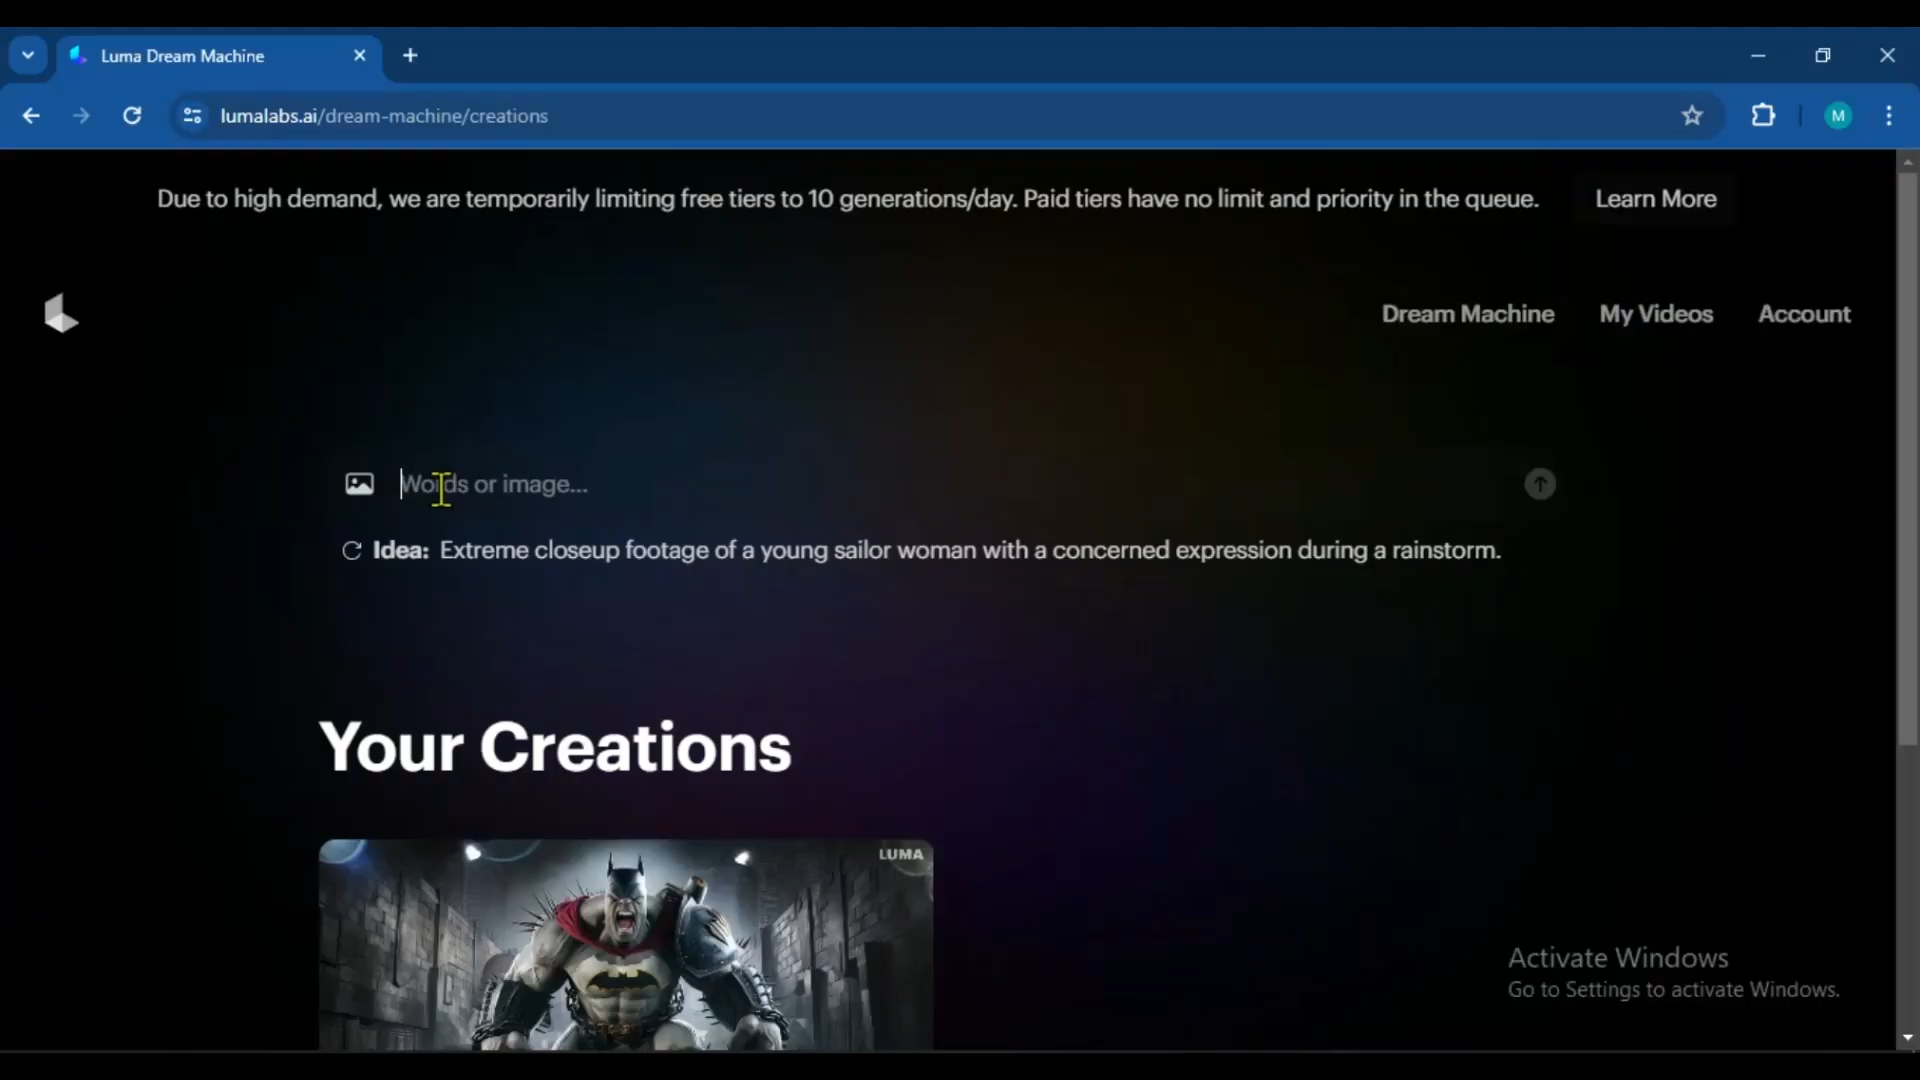 Luma Dream Machine
lumalabs.ai/dream-machine/creations
M
Due to high demand, we are temporarily limiting free tiers to 10 generations/day. Paid tiers have no limit and priority in the queue.
Learn More
Dream Machine
My Videos
Account
Words or image...
Idea: Extreme closeup footage of a young sailor woman with a concerned expression during a rainstorm.
Your Creations
LUMA
Activate Windows
Go to Settings to activate Windows.